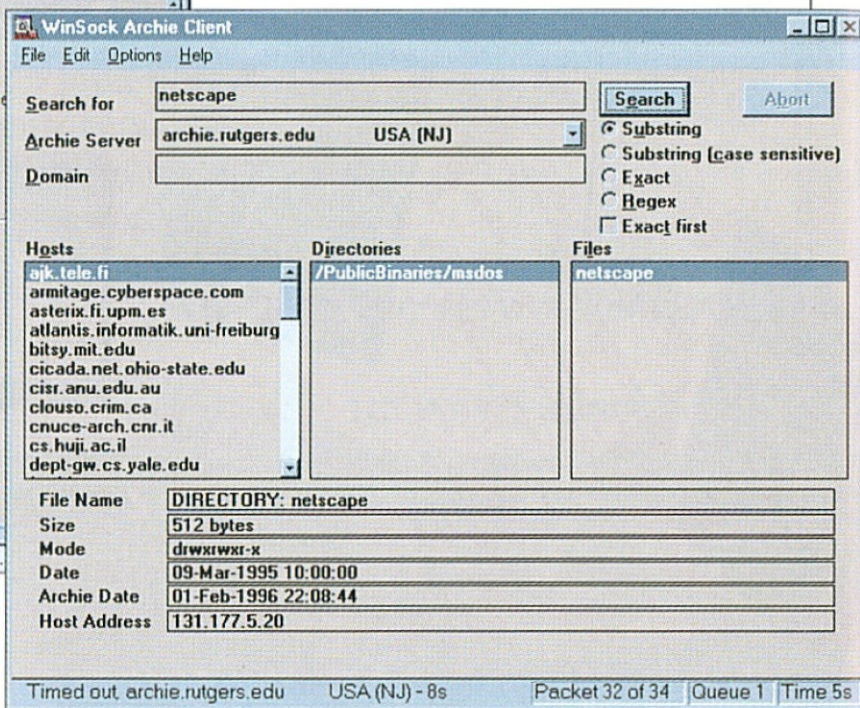 WinSock Archie Client
File Edit Options Help
Search for netscape Search Abort
Archie Server archie.rutgers.edu USA (NJ)
Domain
Substring
Substring (case sensitive)
Exact
Regex
Exact first
Hosts Directories Files
ajk.tele.fi /PublicBinaries/msdos netscape
armitage.cyberspace.com
asterix.fi.upm.es
atlantis.informatik.uni-freiburg
bitsy.mit.edu
cicada.net.ohio-state.edu
cisr.anu.edu.au
clouso.crim.ca
cnuce-arch.cnr.it
cs.huji.ac.il
dept-gw.cs.yale.edu
File Name DIRECTORY: netscape
Size 512 bytes
Mode drwxrwxr-x
Date 09-Mar-1995 10:00:00
Archie Date 01-Feb-1996 22:08:44
Host Address 131.177.5.20
Timed out, archie.rutgers.edu USA (NJ) - 8s Packet 32 of 34 Queue 1 Time 5s